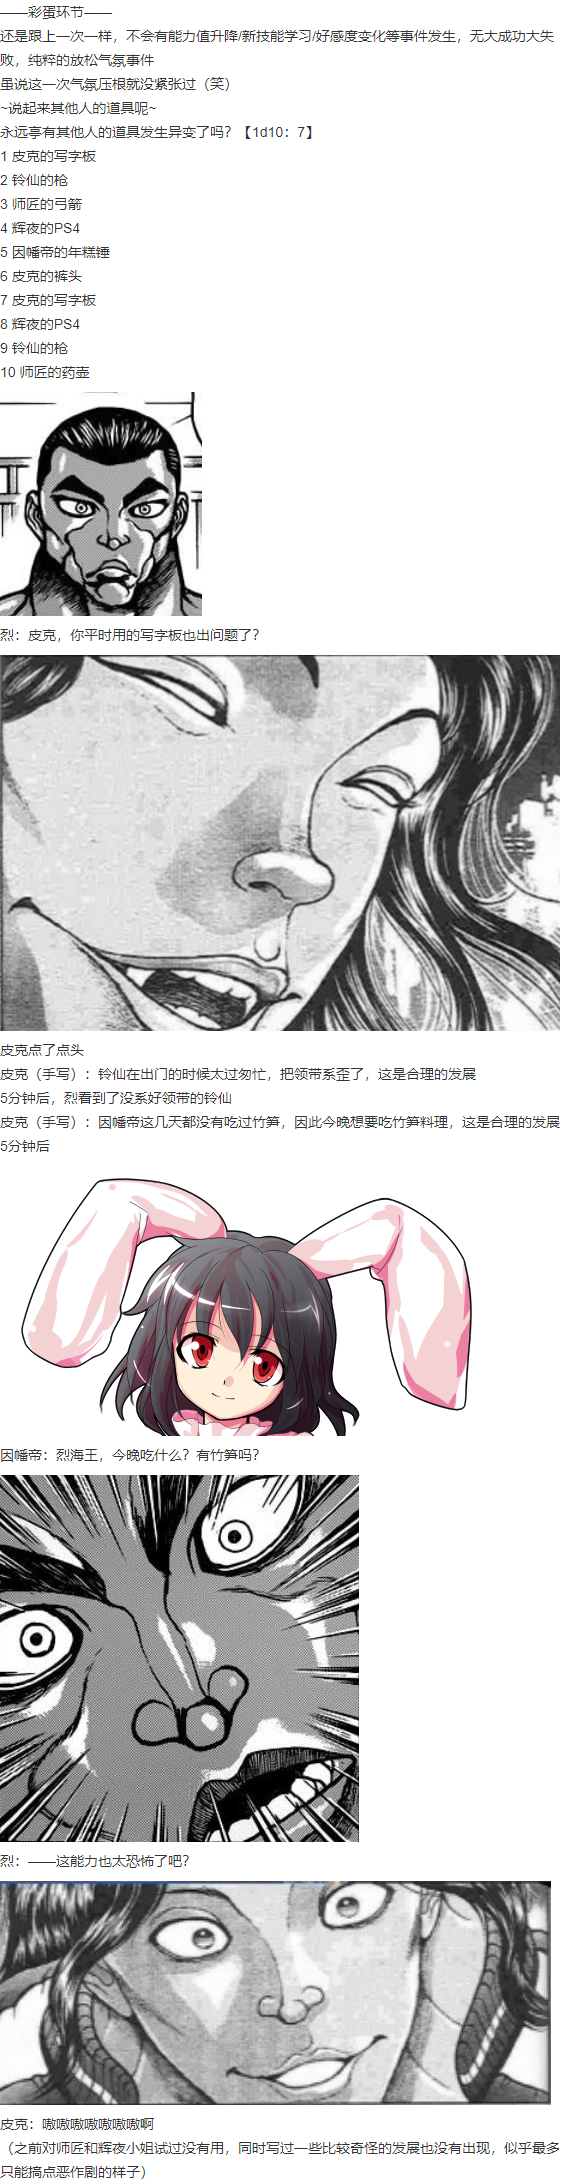 ——彩蛋环节——
还是跟上一次一样，不会有能力值升降/新技能学习/好感度变化等事件发生，无大成功大失
败，纯粹的放松气氛事件
虽说这一次气氛压根就没紧张过（笑）
~说起来其他人的道具呢~
永远亭有其他人的道具发生异变了吗？【1d10：7】
1 皮克的写字板
2 铃仙的枪
3 师匠的弓箭
4 辉夜的PS4
5 因幡帝的年糕锤
6 皮克的裤头
7 皮克的写字板
8 辉夜的PS4
9 铃仙的枪
10 师匠的药壶
烈：皮克，你平时用的写字板也出问题了？
皮克点了点头
皮克（手写）：铃仙在出门的时候太过匆忙，把领带系歪了，这是合理的发展
5分钟后，烈看到了没系好领带的铃仙
皮克（手写）：因幡帝这几天都没有吃过竹笋，因此今晚想要吃竹笋料理，这是合理的发展
5分钟后
因幡帝：烈海王，今晚吃什么？有竹笋吗？
烈：——这能力也太恐怖了吧？
皮克：嗷嗷嗷嗷嗷嗷嗷啊
（之前对师匠和辉夜小姐试过没有用，同时写过一些比较奇怪的发展也没有出现，似乎最多
只能搞点恶作剧的样子）